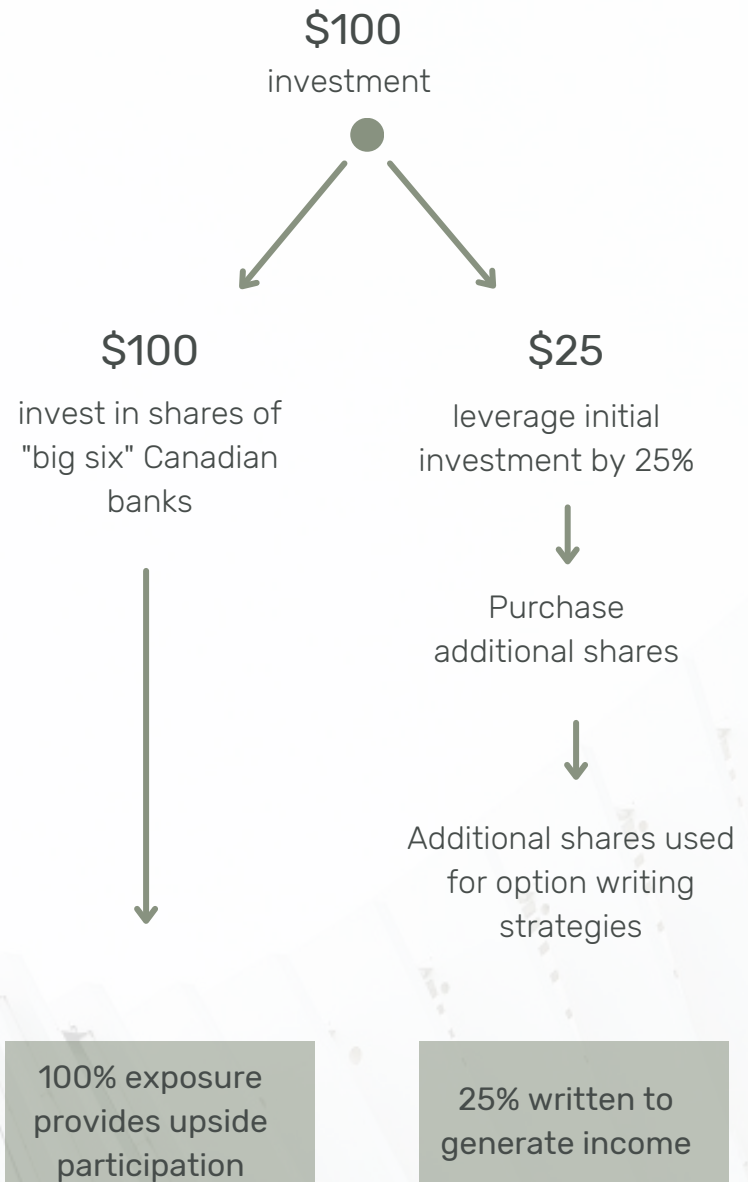 $100
investment
$100
invest in shares of
"big six" Canadian
banks
$25
leverage initial
investment by 25%
Purchase
additional shares
Additional shares used
for option writing
strategies
100% exposure
provides upside
participation
25% written to
generate income